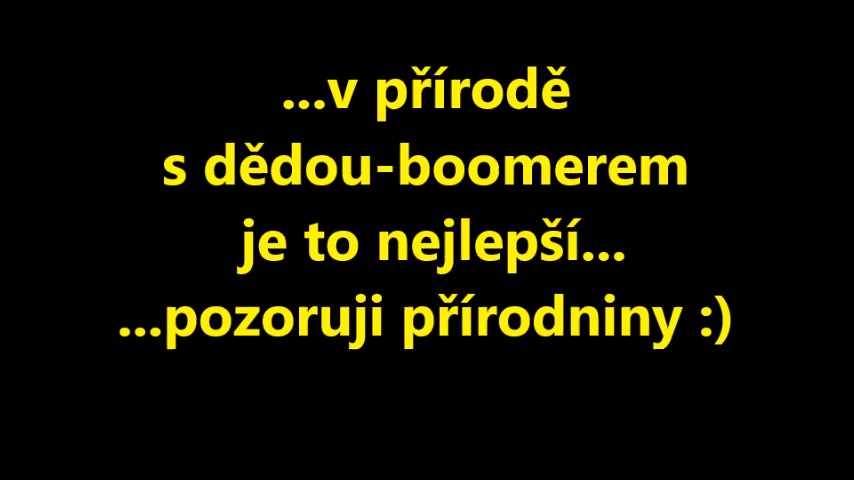 ...v přírodě
s dědou-boomerem
je to nejlepší...
...pozoruji přírodniny :)